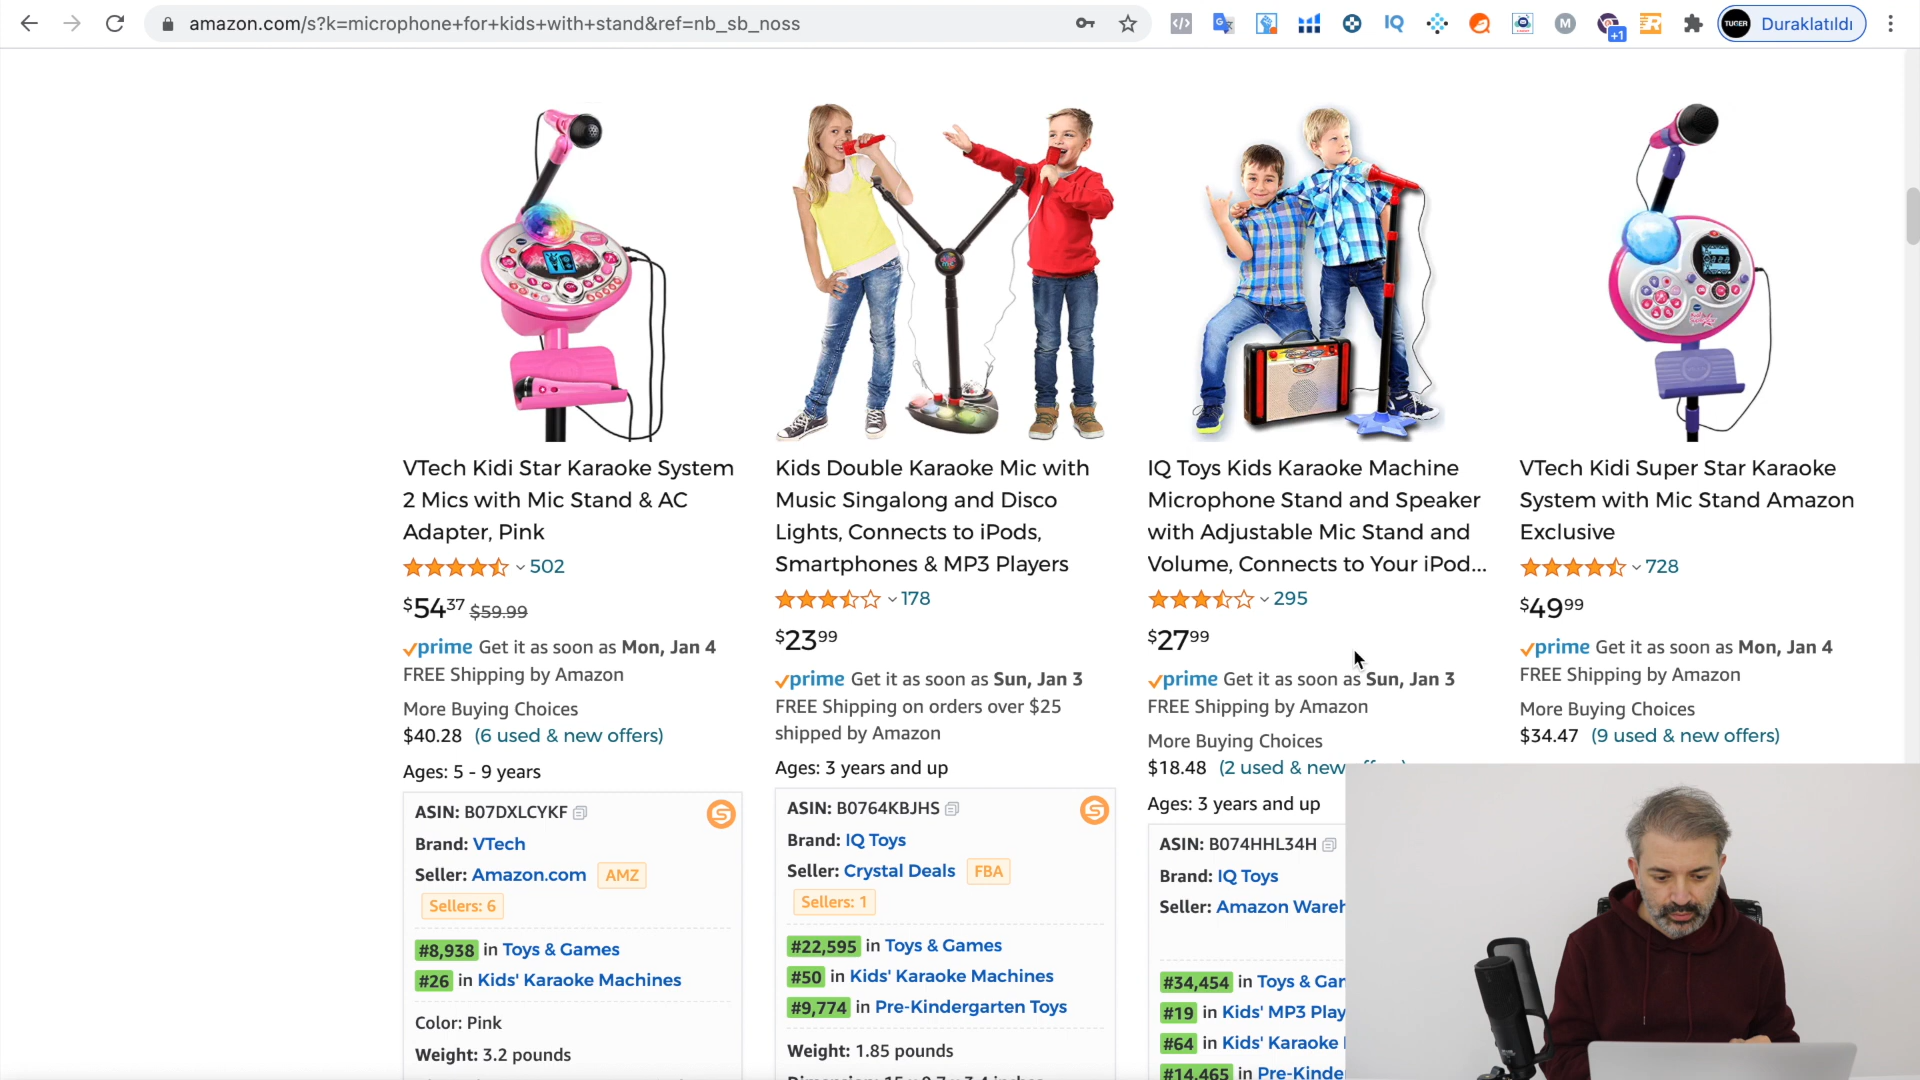 amazon.com/s?k=microphone+for+kids+with+stand&ref=nb_sb_noss
IQ
M
+1
TUNER
Duraklatıldı
VTech Kidi Star Karaoke System
2 Mics with Mic Stand & AC
Adapter, Pink
502
$54.37 $59.99
prime Get it as soon as Mon, Jan 4
FREE Shipping by Amazon
More Buying Choices
$40.28 (6 used & new offers)
Ages: 5 - 9 years
ASIN: B07DXLCYKF
Brand: VTech
Seller: Amazon.com AMZ
Sellers: 6
#8,938 in Toys & Games
#26 in Kids' Karaoke Machines
Color: Pink
Weight: 3.2 pounds
Kids Double Karaoke Mic with
Music Singalong and Disco
Lights, Connects to iPods,
Smartphones & MP3 Players
178
$23.99
prime Get it as soon as Sun, Jan 3
FREE Shipping on orders over $25
shipped by Amazon
Ages: 3 years and up
ASIN: B0764KBJHS
Brand: IQ Toys
Seller: Crystal Deals FBA
Sellers: 1
#22,595 in Toys & Games
#50 in Kids' Karaoke Machines
#9,774 in Pre-Kindergarten Toys
Weight: 1.85 pounds
IQ Toys Kids Karaoke Machine
Microphone Stand and Speaker
with Adjustable Mic Stand and
Volume, Connects to Your iPod...
295
$27.99
prime Get it as soon as Sun, Jan 3
FREE Shipping by Amazon
More Buying Choices
$18.48 (2 used & new
Ages: 3 years and up
ASIN: B074HHL34H
Brand: IQ Toys
Seller: Amazon Wareh
#34,454 in Toys & Gar
#19 in Kids' MP3 Play
#64 in Kids' Karaoke
#14,465 in Pre-Kinde
VTech Kidi Super Star Karaoke
System with Mic Stand Amazon
Exclusive
728
$49.99
prime Get it as soon as Mon, Jan 4
FREE Shipping by Amazon
More Buying Choices
$34.47 (9 used & new offers)